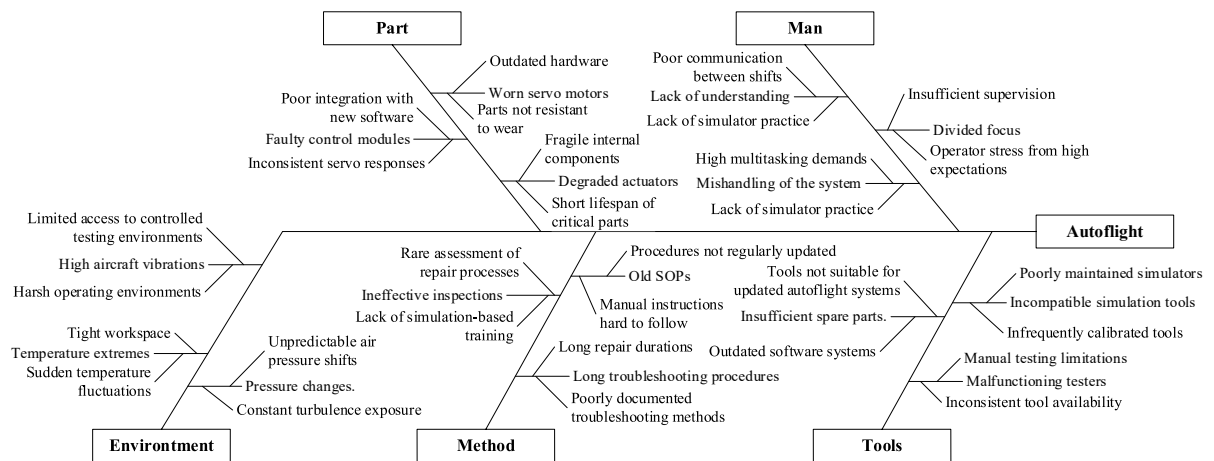 Part
Man
Outdated hardware
Worn servo motors
Parts not resistant
to wear
Poor integration with
new software
Faulty control modules
Inconsistent servo responses
Fragile internal
components
Degraded actuators
Short lifespan of
critical parts
Poor communication
between shifts
Lack of understanding
Lack of simulator practice
Insufficient supervision
Divided focus
Operator stress from high
expectations
High multitasking demands
Mishandling of the system
Lack of simulator practice
Autoflight
Limited access to controlled
testing environments
High aircraft vibrations
Harsh operating environments
Tight workspace
Temperature extremes
Sudden temperature
fluctuations
Unpredictable air
pressure shifts
Pressure changes.
Constant turbulence exposure
Rare assessment of
repair processes
Ineffective inspections
Lack of simulation-based
training
Procedures not regularly updated
Old SOPs
Manual instructions
hard to follow
Long repair durations
Long troubleshooting procedures
Poorly documented
troubleshooting methods
Tools not suitable for
updated autoflight systems
Insufficient spare parts.
Outdated software systems
Poorly maintained simulators
Incompatible simulation tools
Infrequently calibrated tools
Manual testing limitations
Malfunctioning testers
Inconsistent tool availability
Environtment
Method
Tools